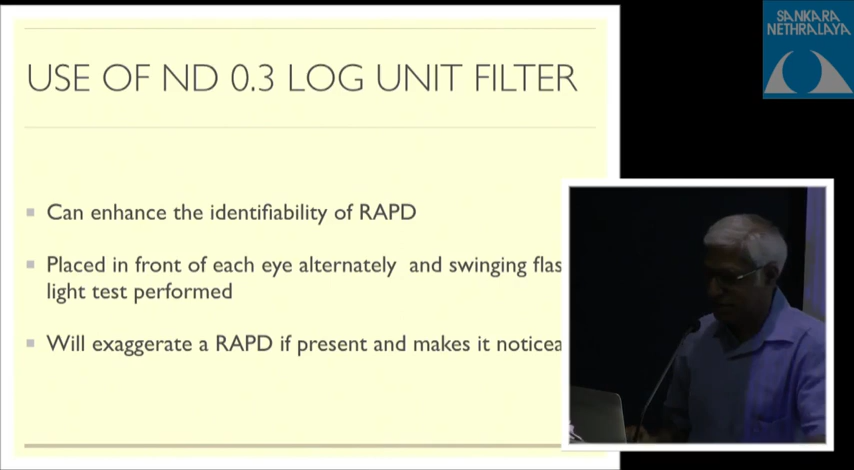 SANKARA
NETHRALAYA
USE OF ND 0.3 LOG UNIT FILTER
Can enhance the identifiability of RAPD
Placed in front of each eye alternately and swinging flas
light test performed
Will exaggerate a RAPD if present and makes it noticea